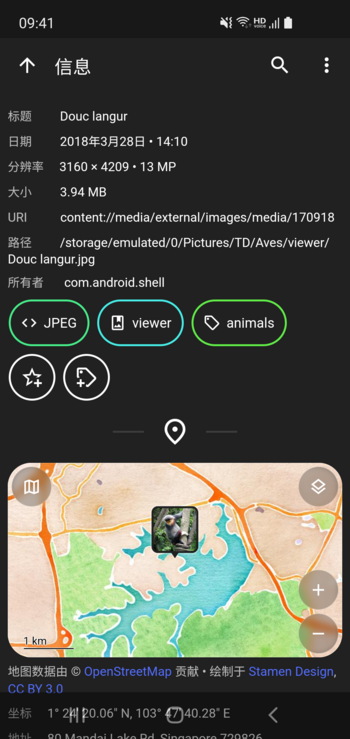 09:41
HD
VOICE
信息
标题 Douc langur
日期 2018年3月28日 • 14:10
分辨率 3160 × 4209 • 13 MP
大小 3.94 MB
URI content://media/external/images/media/170918
路径 /storage/emulated/0/Pictures/TD/Aves/viewer/
Douc langur.jpg
所有者 com.android.shell
JPEG viewer animals
1 km
地图数据由 © OpenStreetMap 贡献 • 绘制于 Stamen Design,
CC BY 3.0
坐标 1° 24′ 20.06″ N, 103° 47′ 40.28″ E
地址 80 Mandai Lake Rd, Singapore 729826